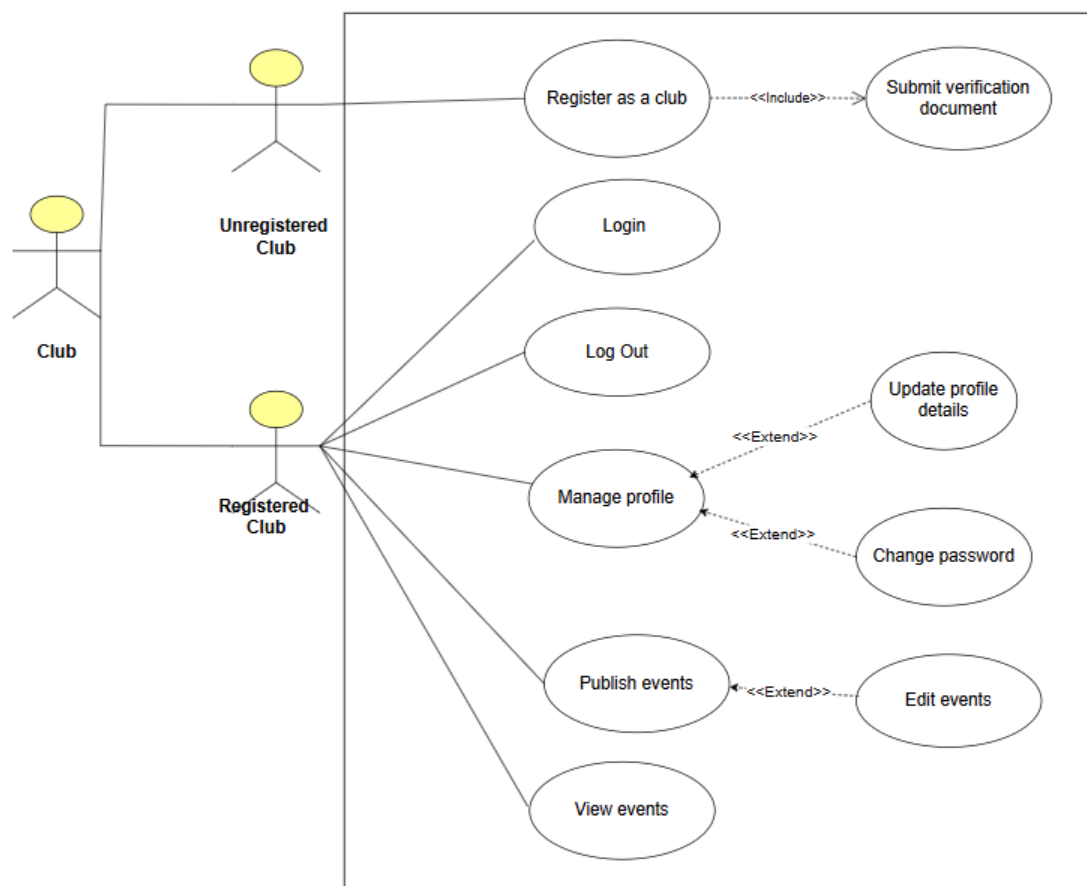 Register as a club
<<Include>>
Submit verification
document
Unregistered
Club
Login
Club
Log Out
Update profile
details
<<Extend>>
Manage profile
Registered
Club
<<Extend>>
Change password
Publish events
<<Extend>>
Edit events
View events